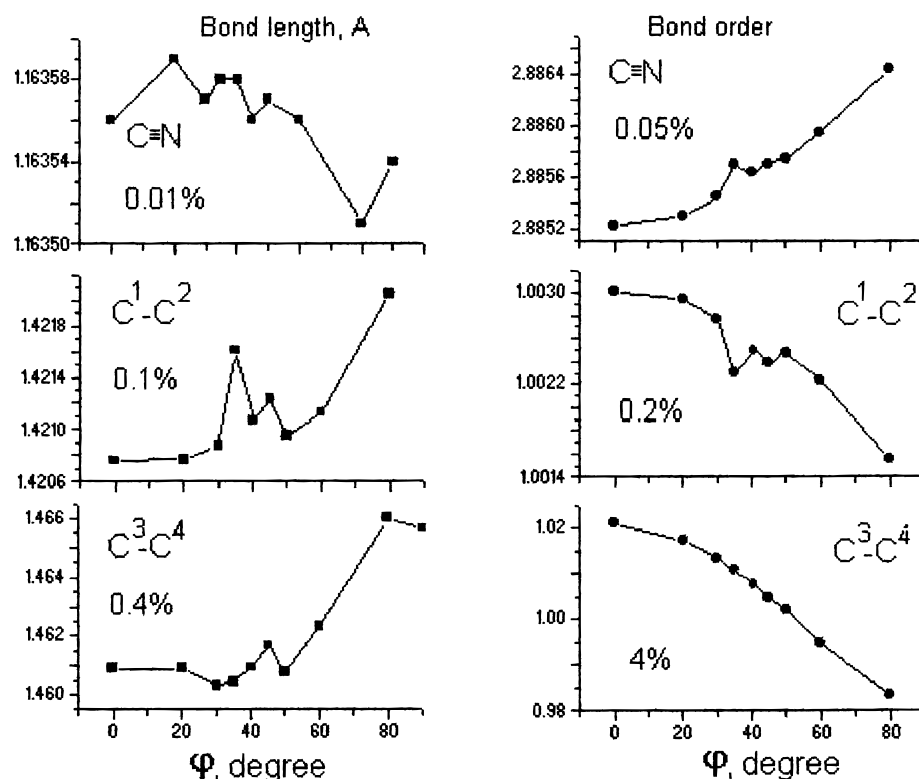 Bond length, A
1.16358
1.16354
1.16350
C≡N
0.01%
1.4218
1.4214
1.4210
1.4206
C¹-C²
0.1%
1.466
1.464
1.461
1.460
C³-C⁴
0.4%
0 20 40 60 80
φ, degree
Bond order
2.8864
2.8860
2.8856
2.8852
C≡N
0.05%
1.0030
1.0022
1.0014
C¹-C²
0.2%
1.02
1.00
0.98
C³-C⁴
4%
0 20 40 60 80
φ, degree